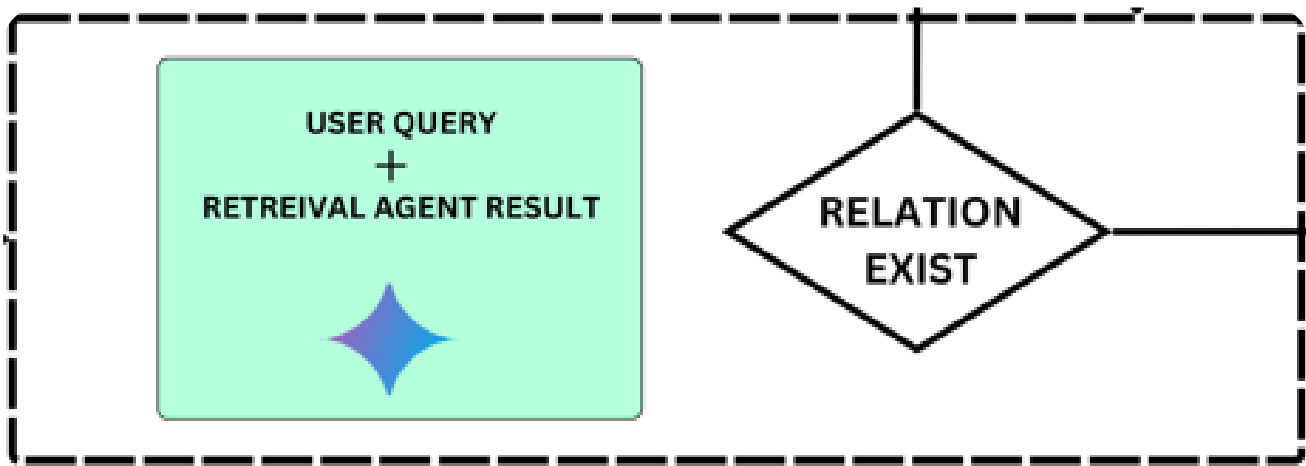 USER QUERY
+
RETREIVAL AGENT RESULT
RELATION
EXIST